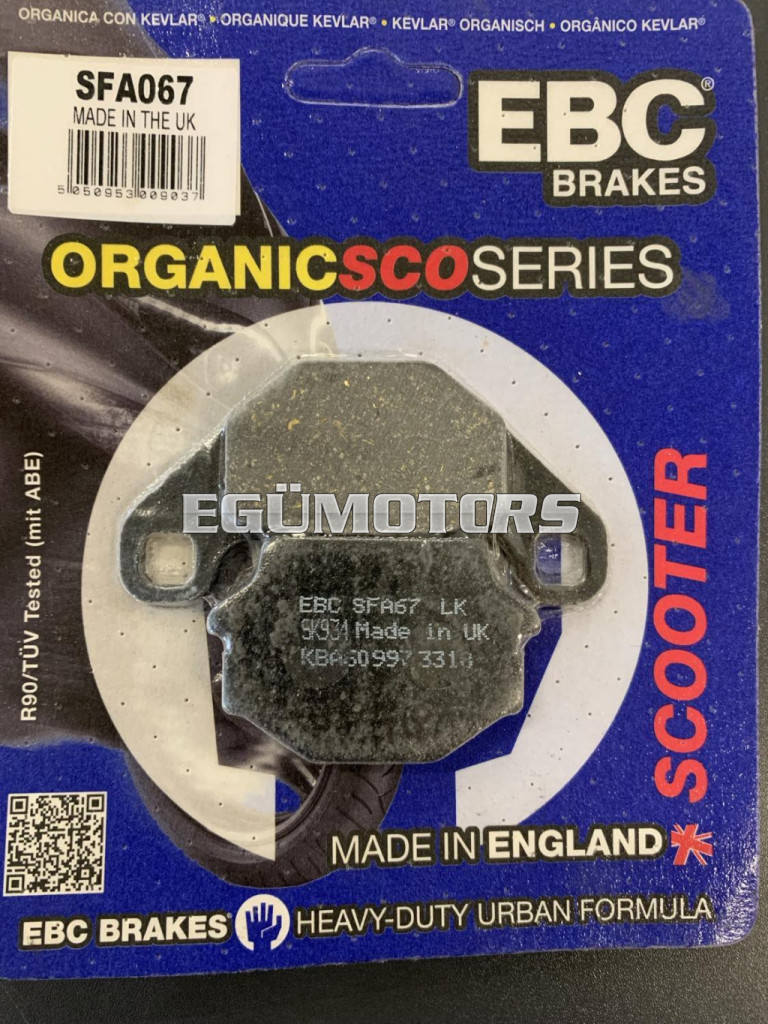 ORGANICA CON KEVLAR® • ORGANIQUE KEVLAR® • KEVLAR® ORGANISCH • ORGÂNICO KEVLAR®
SFA067
MADE IN THE UK
5 050953 009037
EBC®
BRAKES
ORGANICSCOSERIES
R90/TÜV Tested (mit ABE)
EGÜMOTORS
EBC SFA67 LK
SK934 Made in UK
KBA60997
SCOOTER
MADE IN ENGLAND
EBC BRAKES®
HEAVY-DUTY URBAN FORMULA